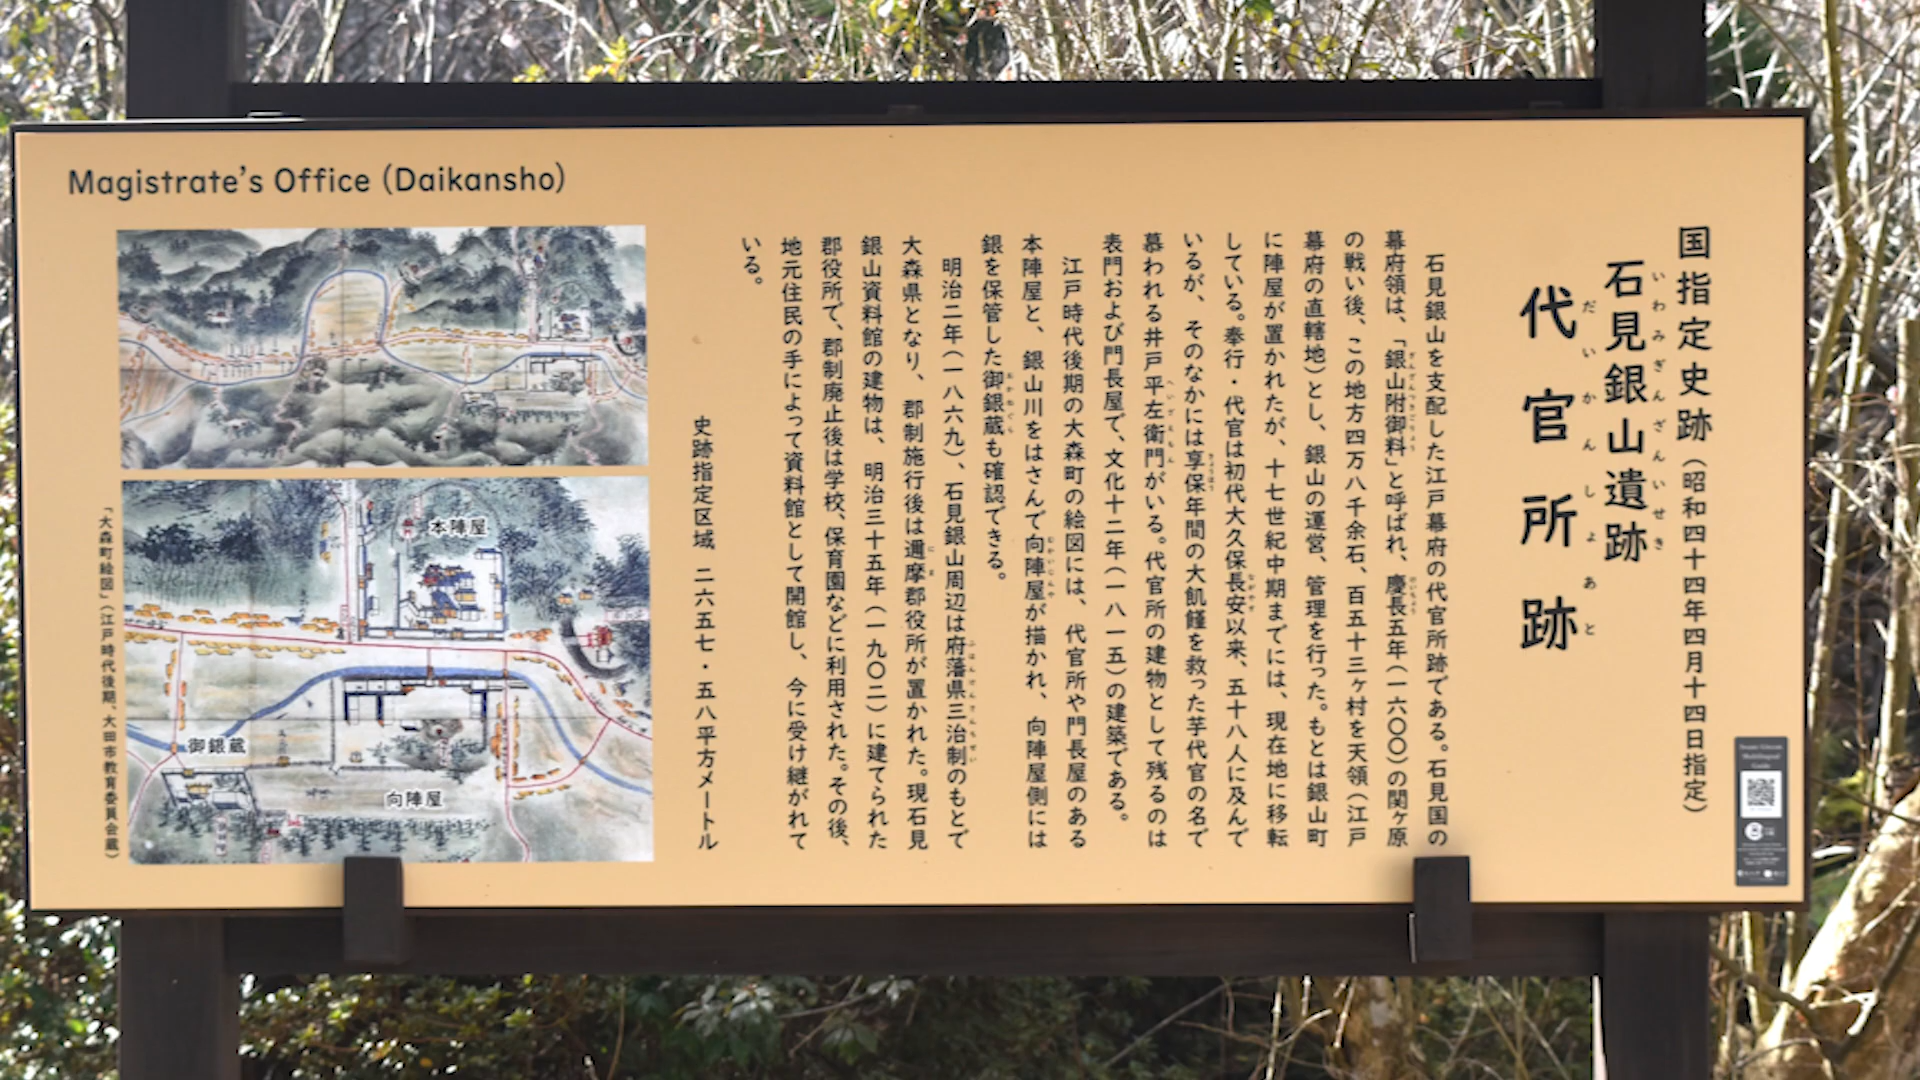 国指定史跡（昭和四十四年四月十四日指定）
石見銀山遺跡
いわみぎんざんいせき
代官所跡
だいかんしょあと
石見銀山を支配した江戸幕府の代官所跡である。石見国の
幕府領は、「銀山附御料」と呼ばれ、慶長五年（一六〇〇）の関ヶ原
の戦い後、この地方四万八千余石、百五十三ヶ村を天領（江戸
幕府の直轄地）とし、銀山の運営、管理を行った。もとは銀山町
に陣屋が置かれたが、十七世紀中期までには、現在地に移転
している。奉行・代官は初代大久保長安以来、五十八人に及んで
いるが、そのなかには享保年間の大飢饉を救った芋代官の名で
慕われる井戸平左衛門がいる。代官所の建物として残るのは
表門および門長屋で、文化十二年（一八一五）の建築である。
江戸時代後期の大森町の絵図には、代官所や門長屋のある
本陣屋と、銀山川をはさんで向陣屋が描かれ、向陣屋側には
銀を保管した御銀蔵も確認できる。
明治二年（一八六九）、石見銀山周辺は府藩県三治制のもとで
大森県となり、郡制施行後は邇摩郡役所が置かれた。現石見
銀山資料館の建物は、明治三十五年（一九〇二）に建てられた
郡役所で、郡制廃止後は学校、保育園などに利用された。その後、
地元住民の手によって資料館として開館し、今に受け継がれて
いる。
史跡指定区域　二六五七・五八平方メートル
Magistrate's Office (Daikansho)
本陣屋
御銀蔵
向陣屋
「大森町絵図」（江戸時代後期、大田市教育委員会蔵）